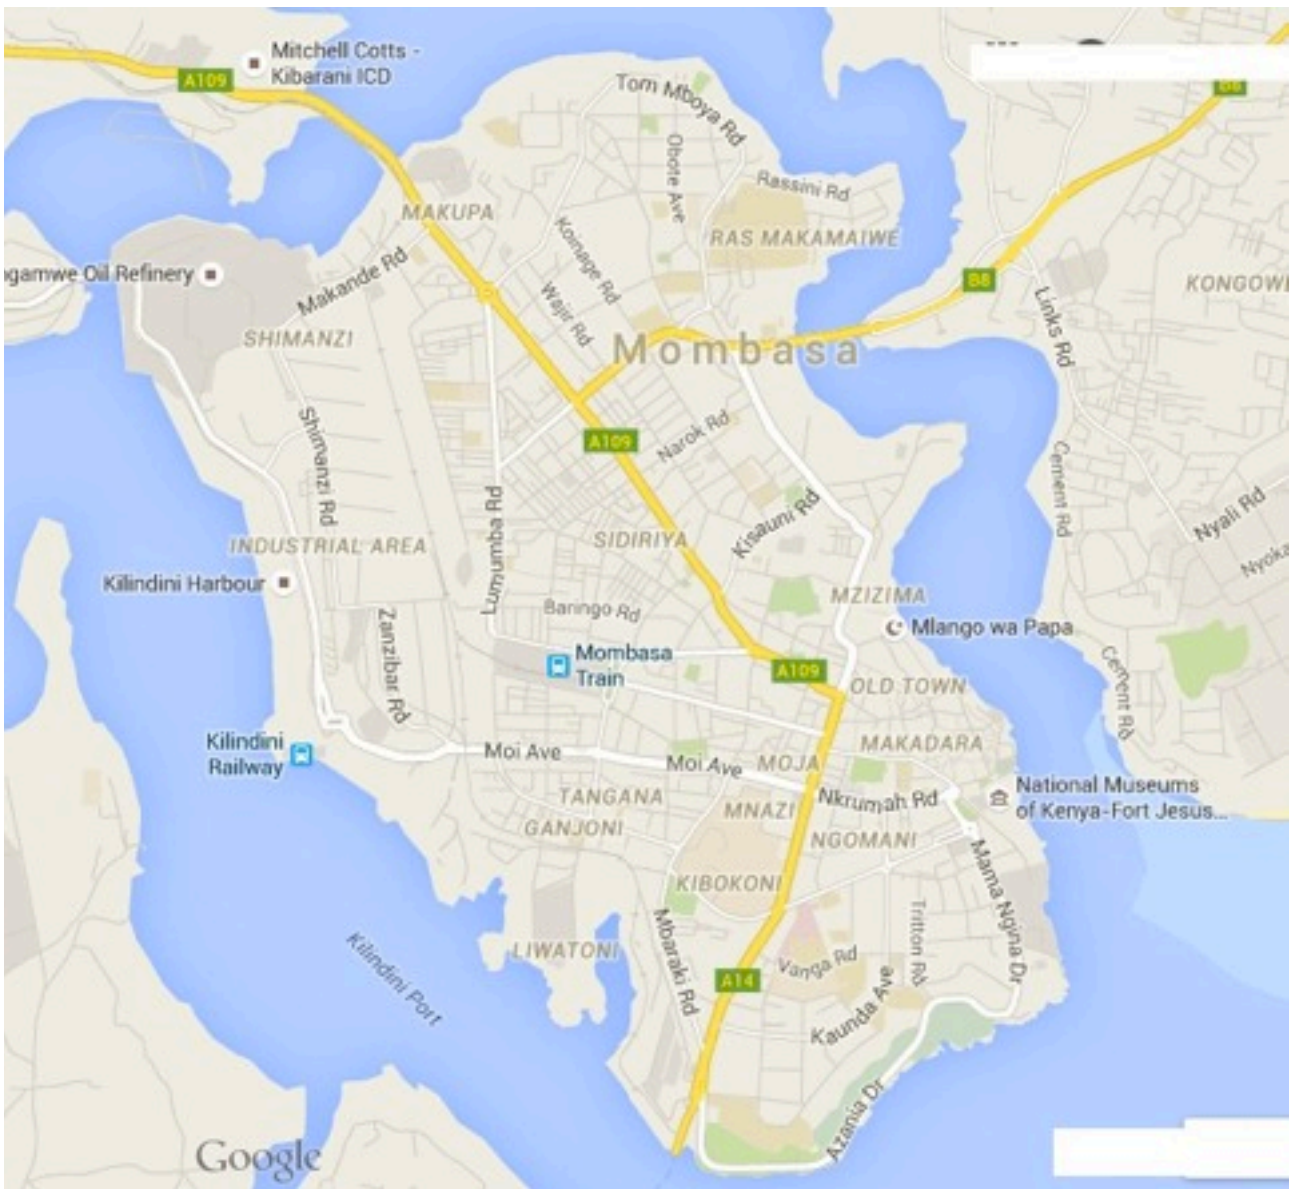 Mitchell Cotts -
Kibarani ICD
A109
B8
Tom Mboya Rd
Obote Ave
Rassini Rd
MAKUPA
Koinage Rd
RAS MAKAMAIWE
ogamwe Oil Refinery
Makande Rd
B8
KONGOWE
Wajir Rd
Links Rd
SHIMANZI
Mombasa
Shimanzi Rd
A109
Narok Rd
Cement Rd
Lumumba Rd
Kisauni Rd
Nyali Rd
INDUSTRIAL AREA
SIDIRIYA
Nyoka
Kilindini Harbour
Baringo Rd
MZIZIMA
Zanzibar Rd
Mlango wa Papa
Mombasa
Train
A109
OLD TOWN
Cement Rd
Kilindini
Railway
Moi Ave
Moi Ave
MOJA
MAKADARA
TANGANA
MNAZI
Nkrumah Rd
National Museums
of Kenya-Fort Jesus...
GANJONI
NGOMANI
KIBOKONI
Mama Ngina Dr
Mbaraki Rd
Tritton Rd
LIWATONI
Kilindini Port
Vanga Rd
A14
Kaunda Ave
Azania Dr
Google